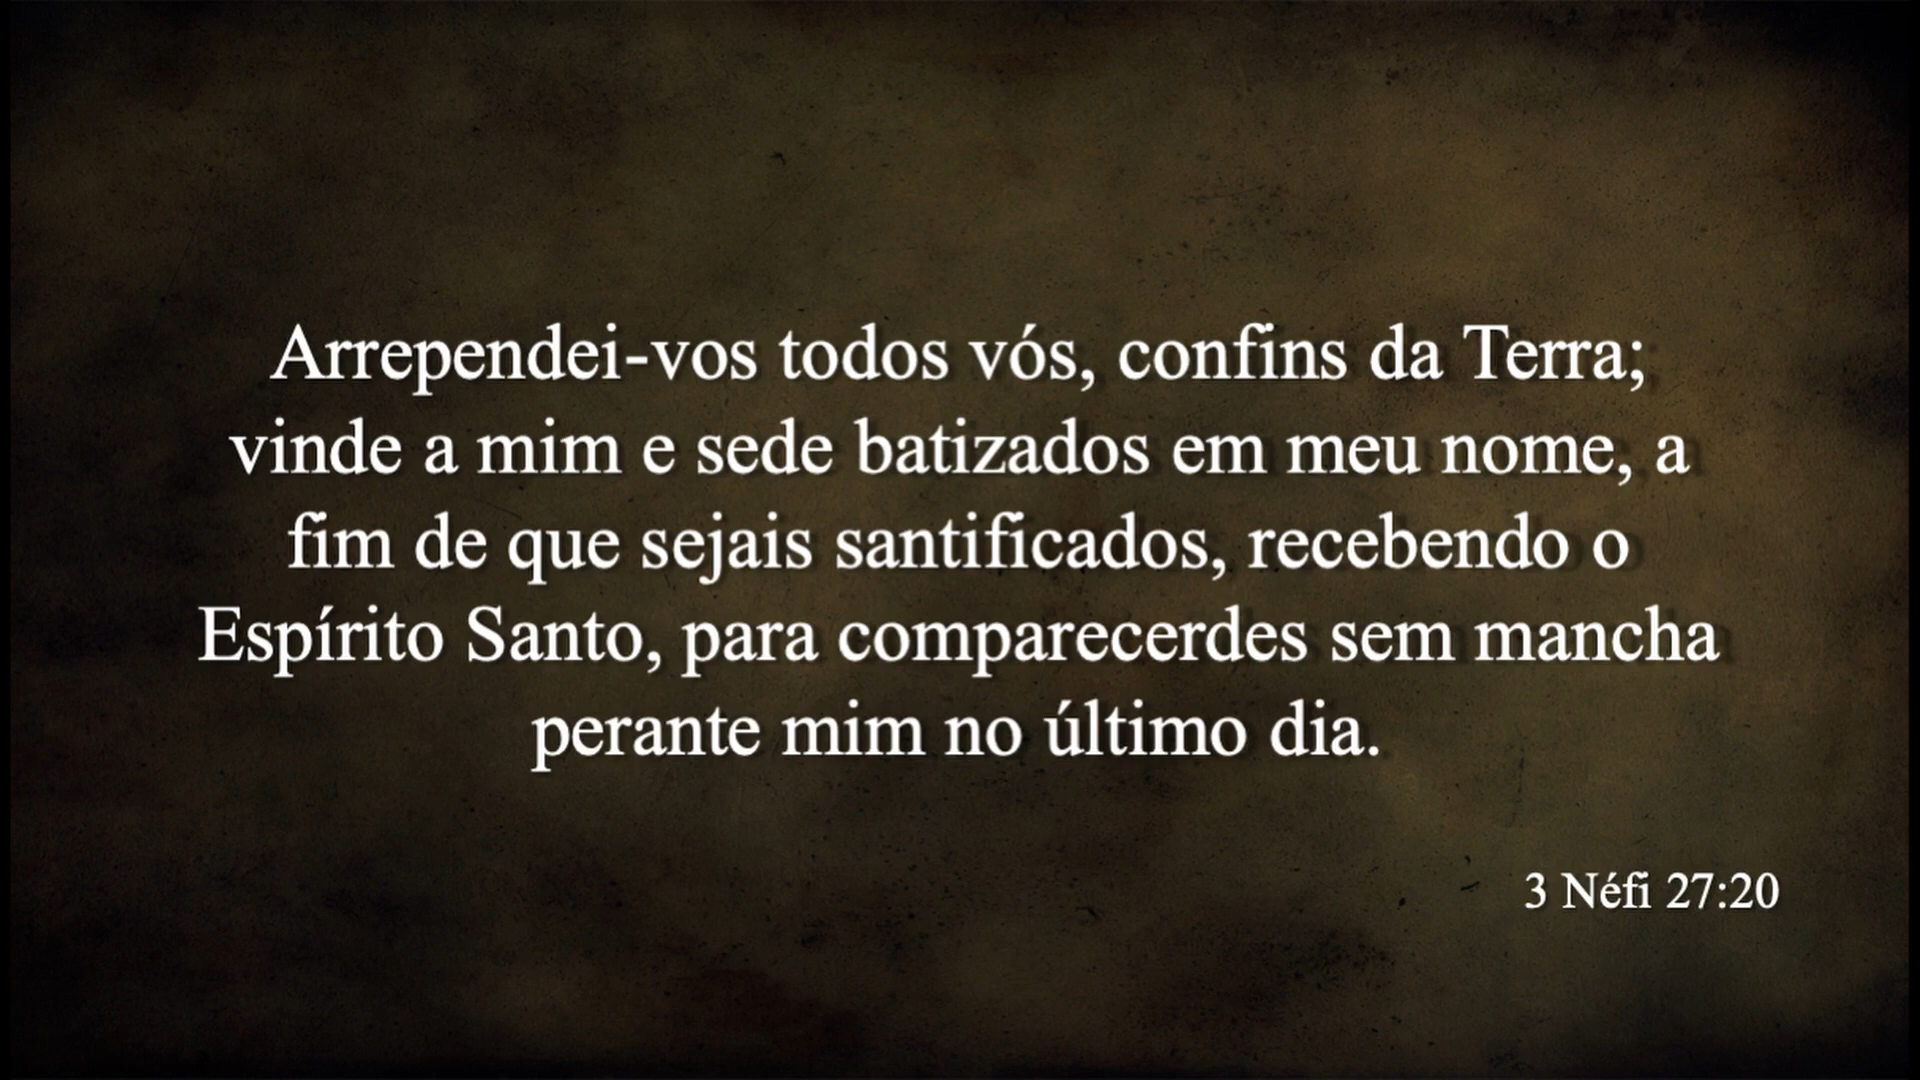 Arrependei-vos todos vós, confins da Terra;
vinde a mim e sede batizados em meu nome, a
fim de que sejais santificados, recebendo o
Espírito Santo, para comparecerdes sem mancha
perante mim no último dia.
3 Néfi 27:20